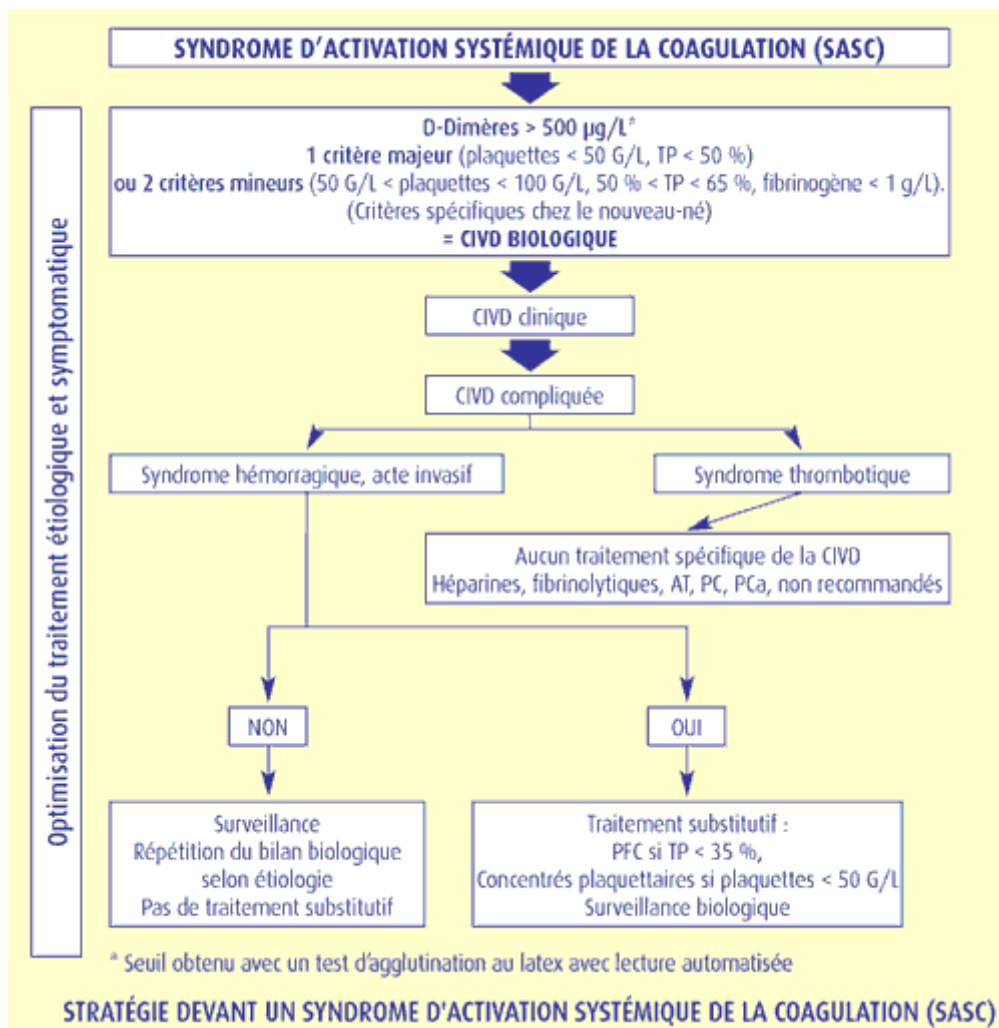 SYNDROME D'ACTIVATION SYSTÉMIQUE DE LA COAGULATION (SASC)
Optimisation du traitement étiologique et symptomatique
D-Dimères > 500 µg/L*
1 critère majeur (plaquettes < 50 G/L, TP < 50 %)
ou 2 critères mineurs (50 G/L < plaquettes < 100 G/L, 50 % < TP < 65 %, fibrinogène < 1 g/L).
(Critères spécifiques chez le nouveau-né)
= CIVD BIOLOGIQUE
CIVD clinique
CIVD compliquée
Syndrome hémorragique, acte invasif
Syndrome thrombotique
Aucun traitement spécifique de la CIVD
Héparines, fibrinolytiques, AT, PC, PCa, non recommandés
NON
OUI
Surveillance
Répétition du bilan biologique
selon étiologie
Pas de traitement substitutif
Traitement substitutif :
PFC si TP < 35 %,
Concentrés plaquettaires si plaquettes < 50 G/L
Surveillance biologique
* Seuil obtenu avec un test d'agglutination au latex avec lecture automatisée
STRATÉGIE DEVANT UN SYNDROME D'ACTIVATION SYSTÉMIQUE DE LA COAGULATION (SASC)